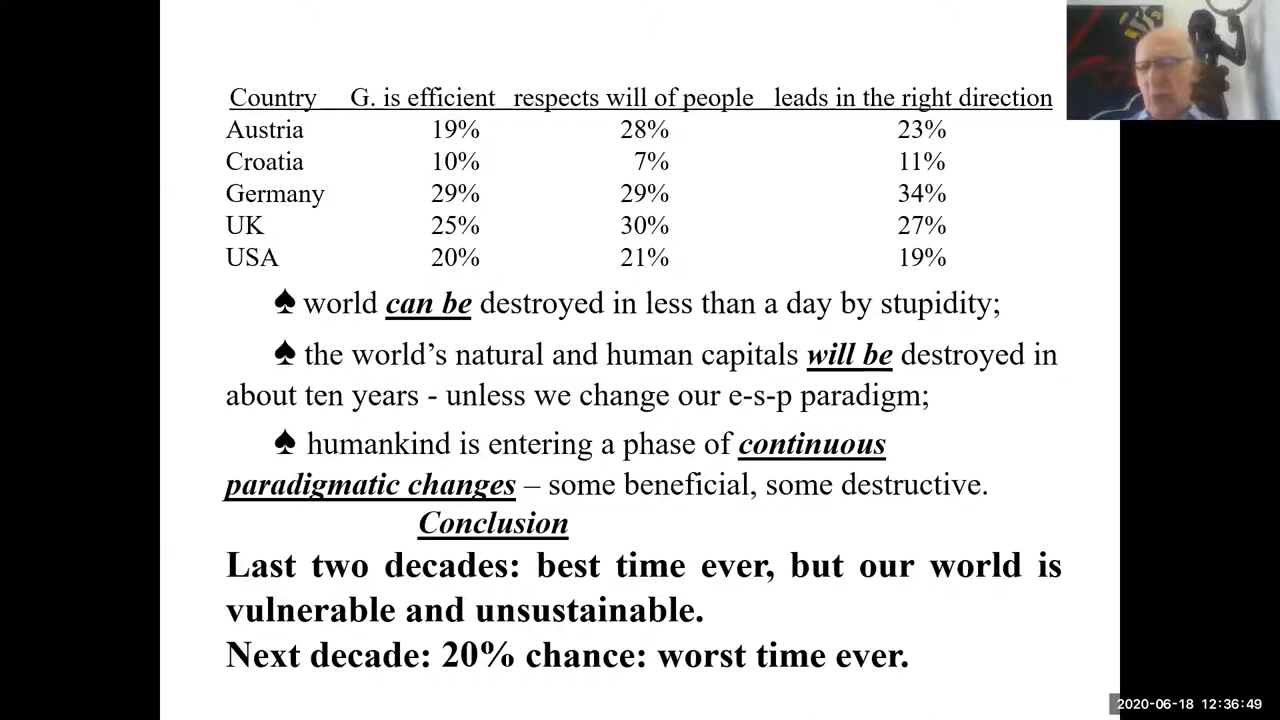 Country G. is efficient respects will of people leads in the right direction
Austria 19% 28% 23%
Croatia 10% 7% 11%
Germany 29% 29% 34%
UK 25% 30% 27%
USA 20% 21% 19%
♠ world can be destroyed in less than a day by stupidity;
♠ the world’s natural and human capitals will be destroyed in
about ten years - unless we change our e-s-p paradigm;
♠ humankind is entering a phase of continuous
paradigmatic changes – some beneficial, some destructive.
Conclusion
Last two decades: best time ever, but our world is
vulnerable and unsustainable.
Next decade: 20% chance: worst time ever.
2020-06-18 12:36:49